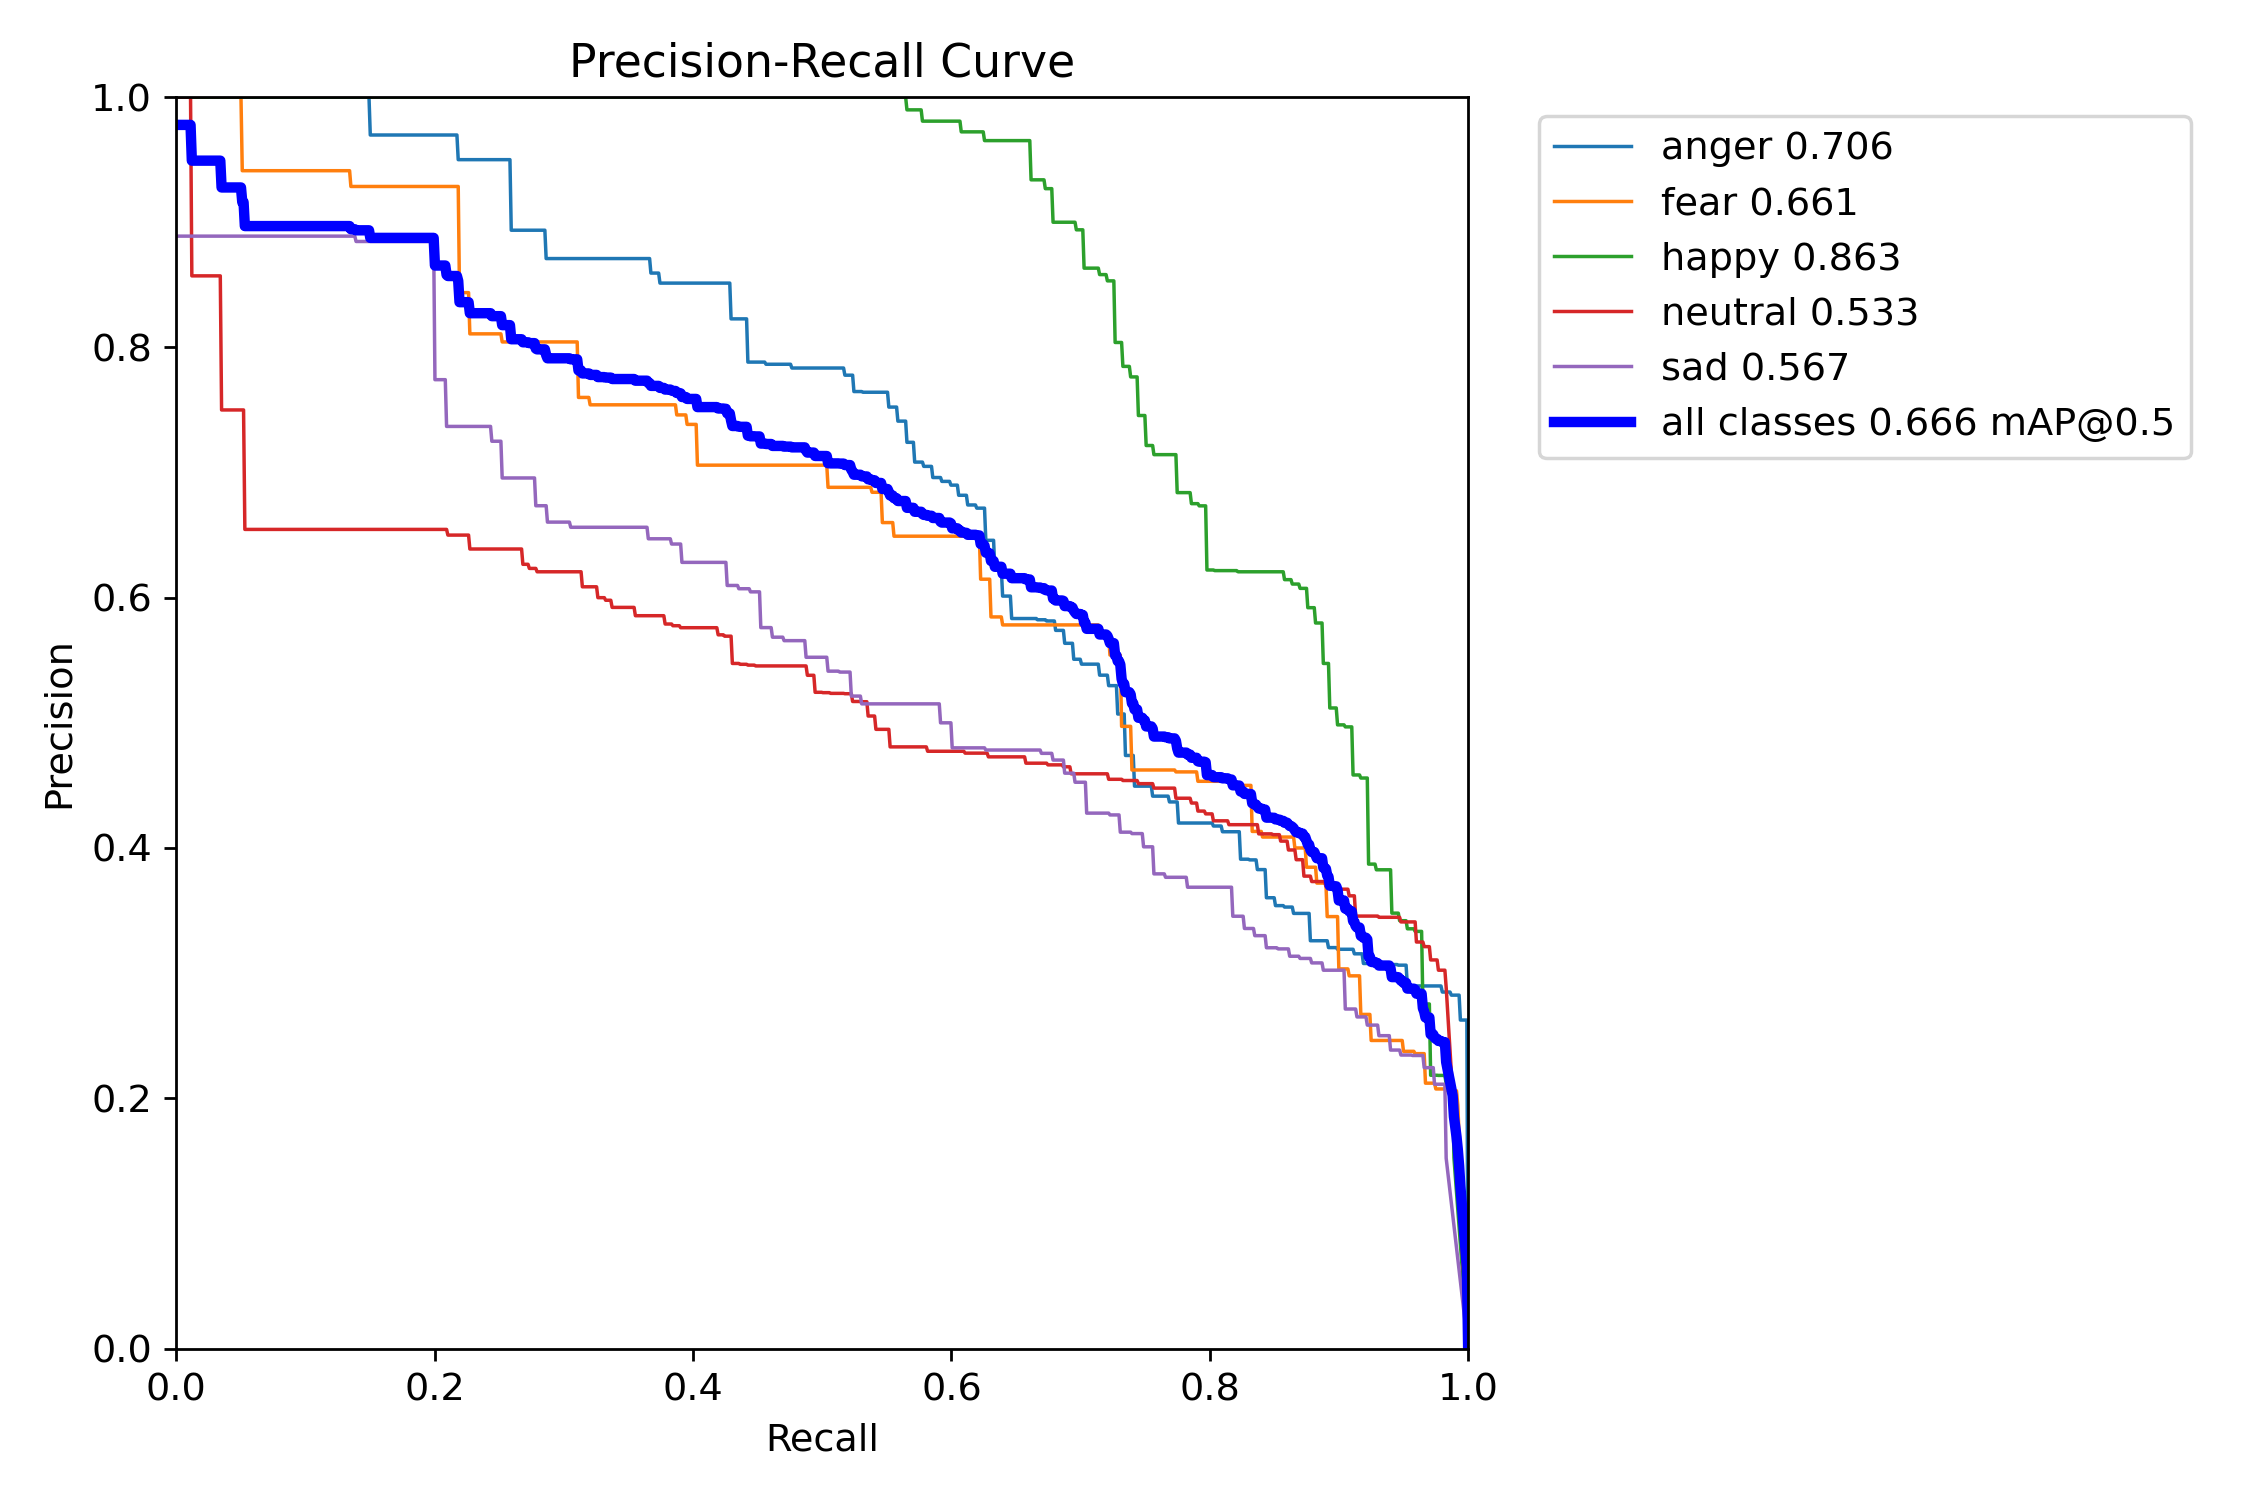 Precision-Recall Curve
1.0
0.8
0.6
0.4
0.2
0.0
Precision
0.0 0.2 0.4 0.6 0.8 1.0
Recall
anger 0.706
fear 0.661
happy 0.863
neutral 0.533
sad 0.567
all classes 0.666 mAP@0.5